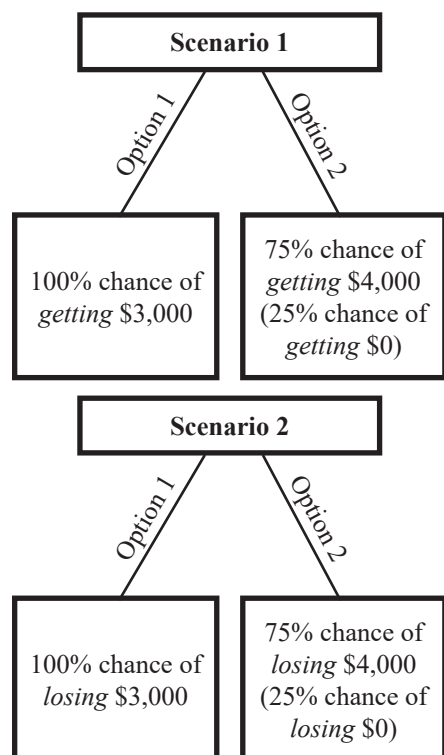 Scenario 1
Option 1
Option 2
100% chance of
getting $3,000
75% chance of
getting $4,000
(25% chance of
getting $0)
Scenario 2
Option 1
Option 2
100% chance of
losing $3,000
75% chance of
losing $4,000
(25% chance of
losing $0)